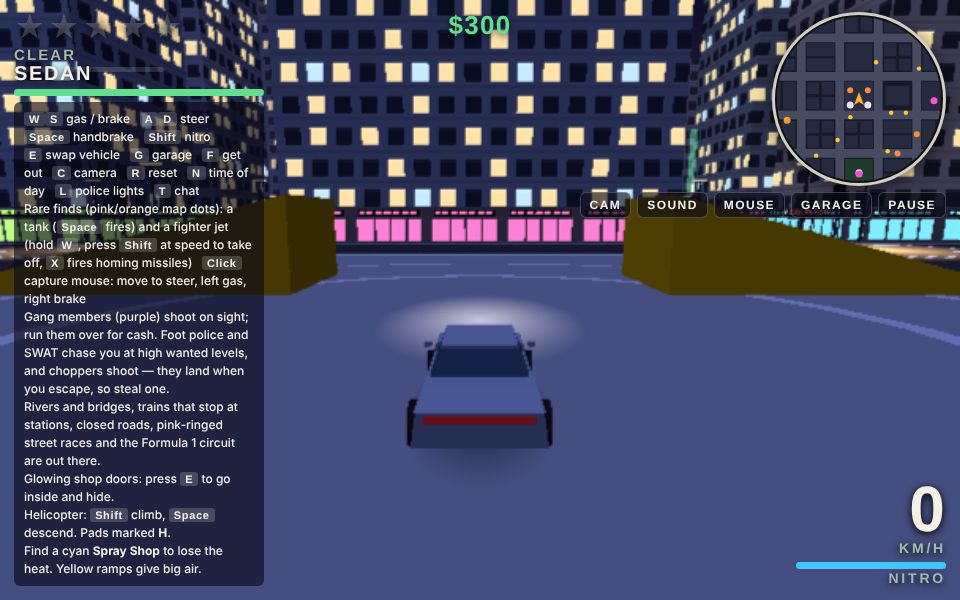 $300
CLEAR
SEDAN
W S gas / brake A D steer
Space handbrake Shift nitro
E swap vehicle G garage F get
out C camera R reset N time of
day L police lights T chat
Rare finds (pink/orange map dots): a
tank ( Space fires) and a fighter jet
(hold W , press Shift at speed to take
off, X fires homing missiles) Click
capture mouse: move to steer, left gas,
right brake
Gang members (purple) shoot on sight;
run them over for cash. Foot police and
SWAT chase you at high wanted levels,
and choppers shoot — they land when
you escape, so steal one.
Rivers and bridges, trains that stop at
stations, closed roads, pink-ringed
street races and the Formula 1 circuit
are out there.
Glowing shop doors: press E to go
inside and hide.
Helicopter: Shift climb, Space
descend. Pads marked H.
Find a cyan Spray Shop to lose the
heat. Yellow ramps give big air.
CAM SOUND MOUSE GARAGE PAUSE
0
KM/H
NITRO